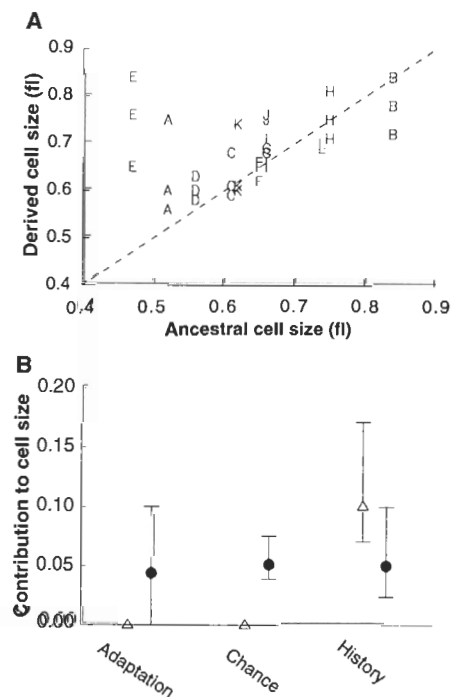 A
Derived cell size (fl)
0.9
0.8
0.7
0.6
0.5
0.4
E
E
E
A
A
A
D
D
D
K
C
J
H
H
H
B
B
B
0.4
0.5
0.6
0.7
0.8
0.9
Ancestral cell size (fl)
B
Contribution to cell size
0.20
0.15
0.10
0.05
0.00
Adaptation
Chance
History